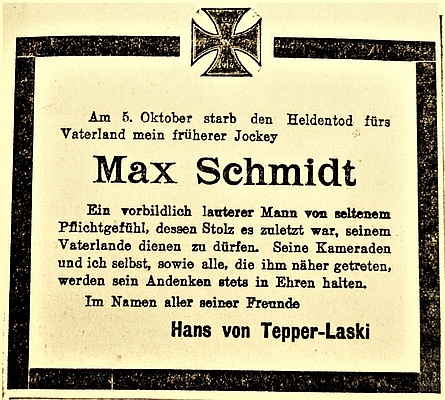 Am 5. Oktober starb den Heldentod fürs
Vaterland mein früherer Jockey
Max Schmidt
Ein vorbildlich lauterer Mann von seltenem
Pflichtgefühl, dessen Stolz es zuletzt war, seinem
Vaterlande dienen zu dürfen. Seine Kameraden
und ich selbst, sowie alle, die ihm näher getreten,
werden sein Andenken stets in Ehren halten.
Im Namen aller seiner Freunde
Hans von Tepper-Laski